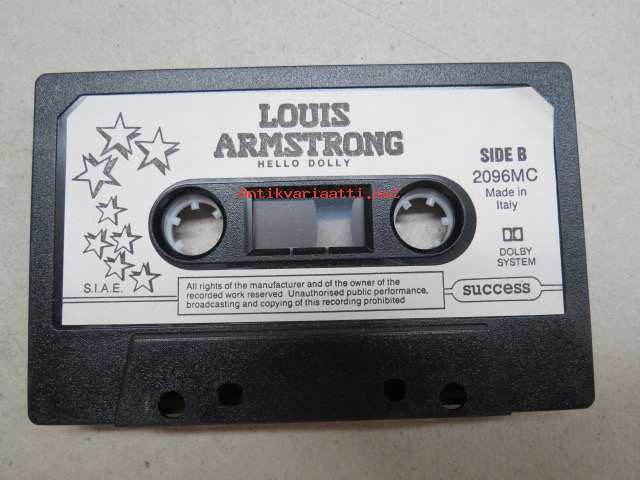 LOUIS
ARMSTRONG
HELLO DOLLY
SIDE B
2096MC
Made in
Italy
Antikvariaatti.net
DOLBY
SYSTEM
S.I.A.E.
All rights of the manufacturer and of the owner of the
recorded work reserved Unauthorised public performance,
broadcasting and copying of this recording prohibited
success